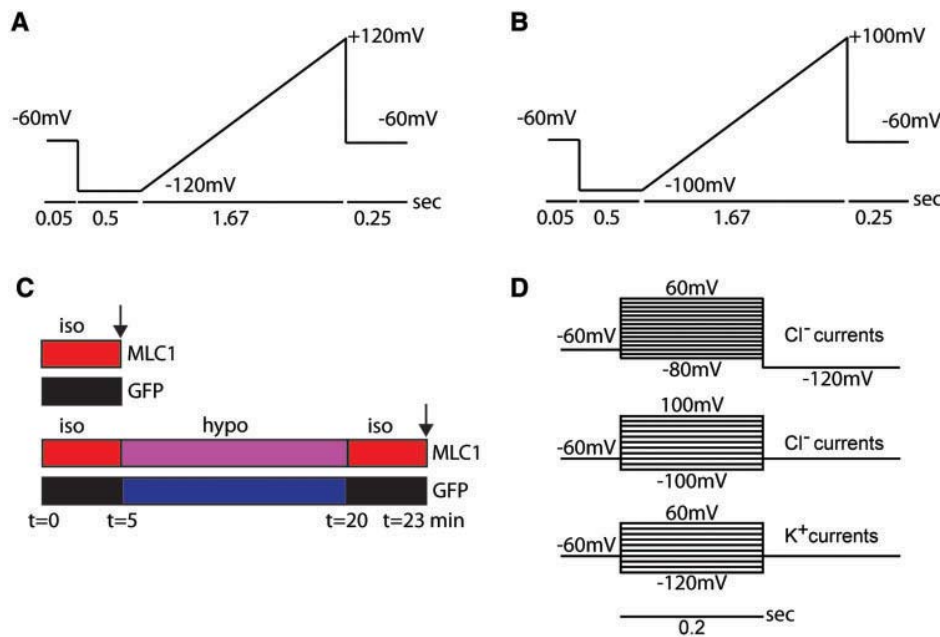 A
+120mV
-60mV
-60mV
-120mV
sec
0.05 0.5 1.67 0.25
B
+100mV
-60mV
-60mV
-100mV
sec
0.05 0.5 1.67 0.25
C
iso
MLC1
GFP
iso hypo iso
MLC1
GFP
t=0 t=5 t=20 t=23 min
D
60mV
-60mV
Cl- currents
-80mV
-120mV
100mV
-60mV
Cl- currents
-100mV
60mV
-60mV
K+ currents
-120mV
sec
0.2